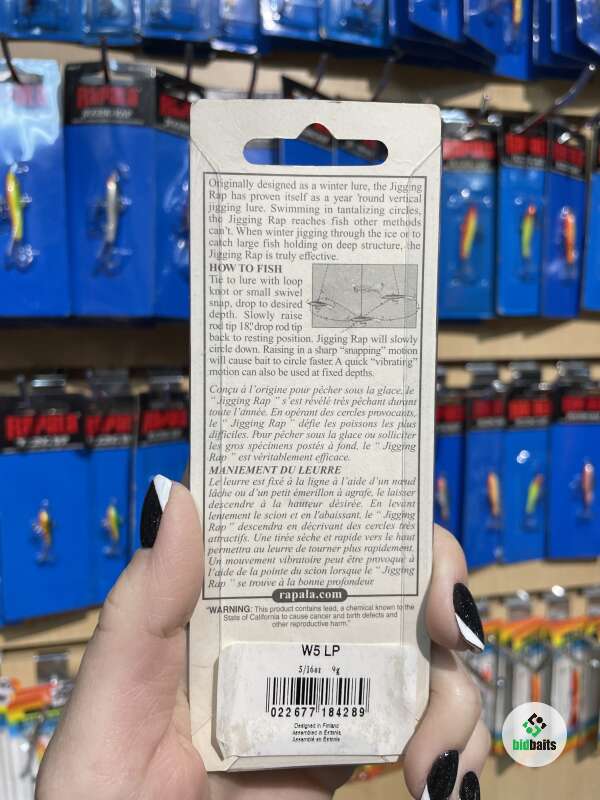 RAPALA
Originally designed as a winter lure, the Jigging
Rap has proven itself as a year 'round vertical
jigging lure. Swimming in tantalizing circles,
the Jigging Rap reaches fish other methods
can't. When winter jigging through the ice or to
catch large fish holding on deep structure, the
Jigging Rap is truly effective.
HOW TO FISH
Tie to lure with loop
knot or small swivel
snap, drop to desired
depth. Slowly raise
rod tip 18," drop rod tip
back to resting position. Jigging Rap will slowly
circle down. Raising in a sharp “snapping” motion
will cause bait to circle faster. A quick “vibrating”
motion can also be used at fixed depths.
Conçu à l'origine pour pêcher sous la glace, le
“ Jigging Rap ” s'est révélé très pêchant durant
toute l'année. En opérant des cercles provocants,
le “ Jigging Rap ” défie les poissons les plus
difficiles. Pour pêcher sous la glace ou solliciter
les gros spécimens postés à fond, le “ Jigging
Rap ” est véritablement efficace.
MANIEMENT DU LEURRE
Le leurre est fixé à la ligne à l'aide d'un nœud
lâche ou d'un petit émerillon à agrafe, le laisser
descendre à la hauteur désirée. En levant
lentement le scion et en l'abaissant, le “ Jigging
Rap ” descendra en décrivant des cercles très
attractifs. Une tirée sèche et rapide vers le haut
permettra au leurre de tourner plus rapidement.
Un mouvement vibratoire peut être provoqué à
l'aide de la pointe du scion lorsque le “ Jigging
Rap ” se trouve à la bonne profondeur
rapala.com
"WARNING: This product contains lead, a chemical known to the
State of California to cause cancer and birth defects and
other reproductive harm."
W5 LP
5/16oz 9g
022677 184289
Designed in Finland
Assembled in Estonia
Assemblé en Estonie
bidbaits